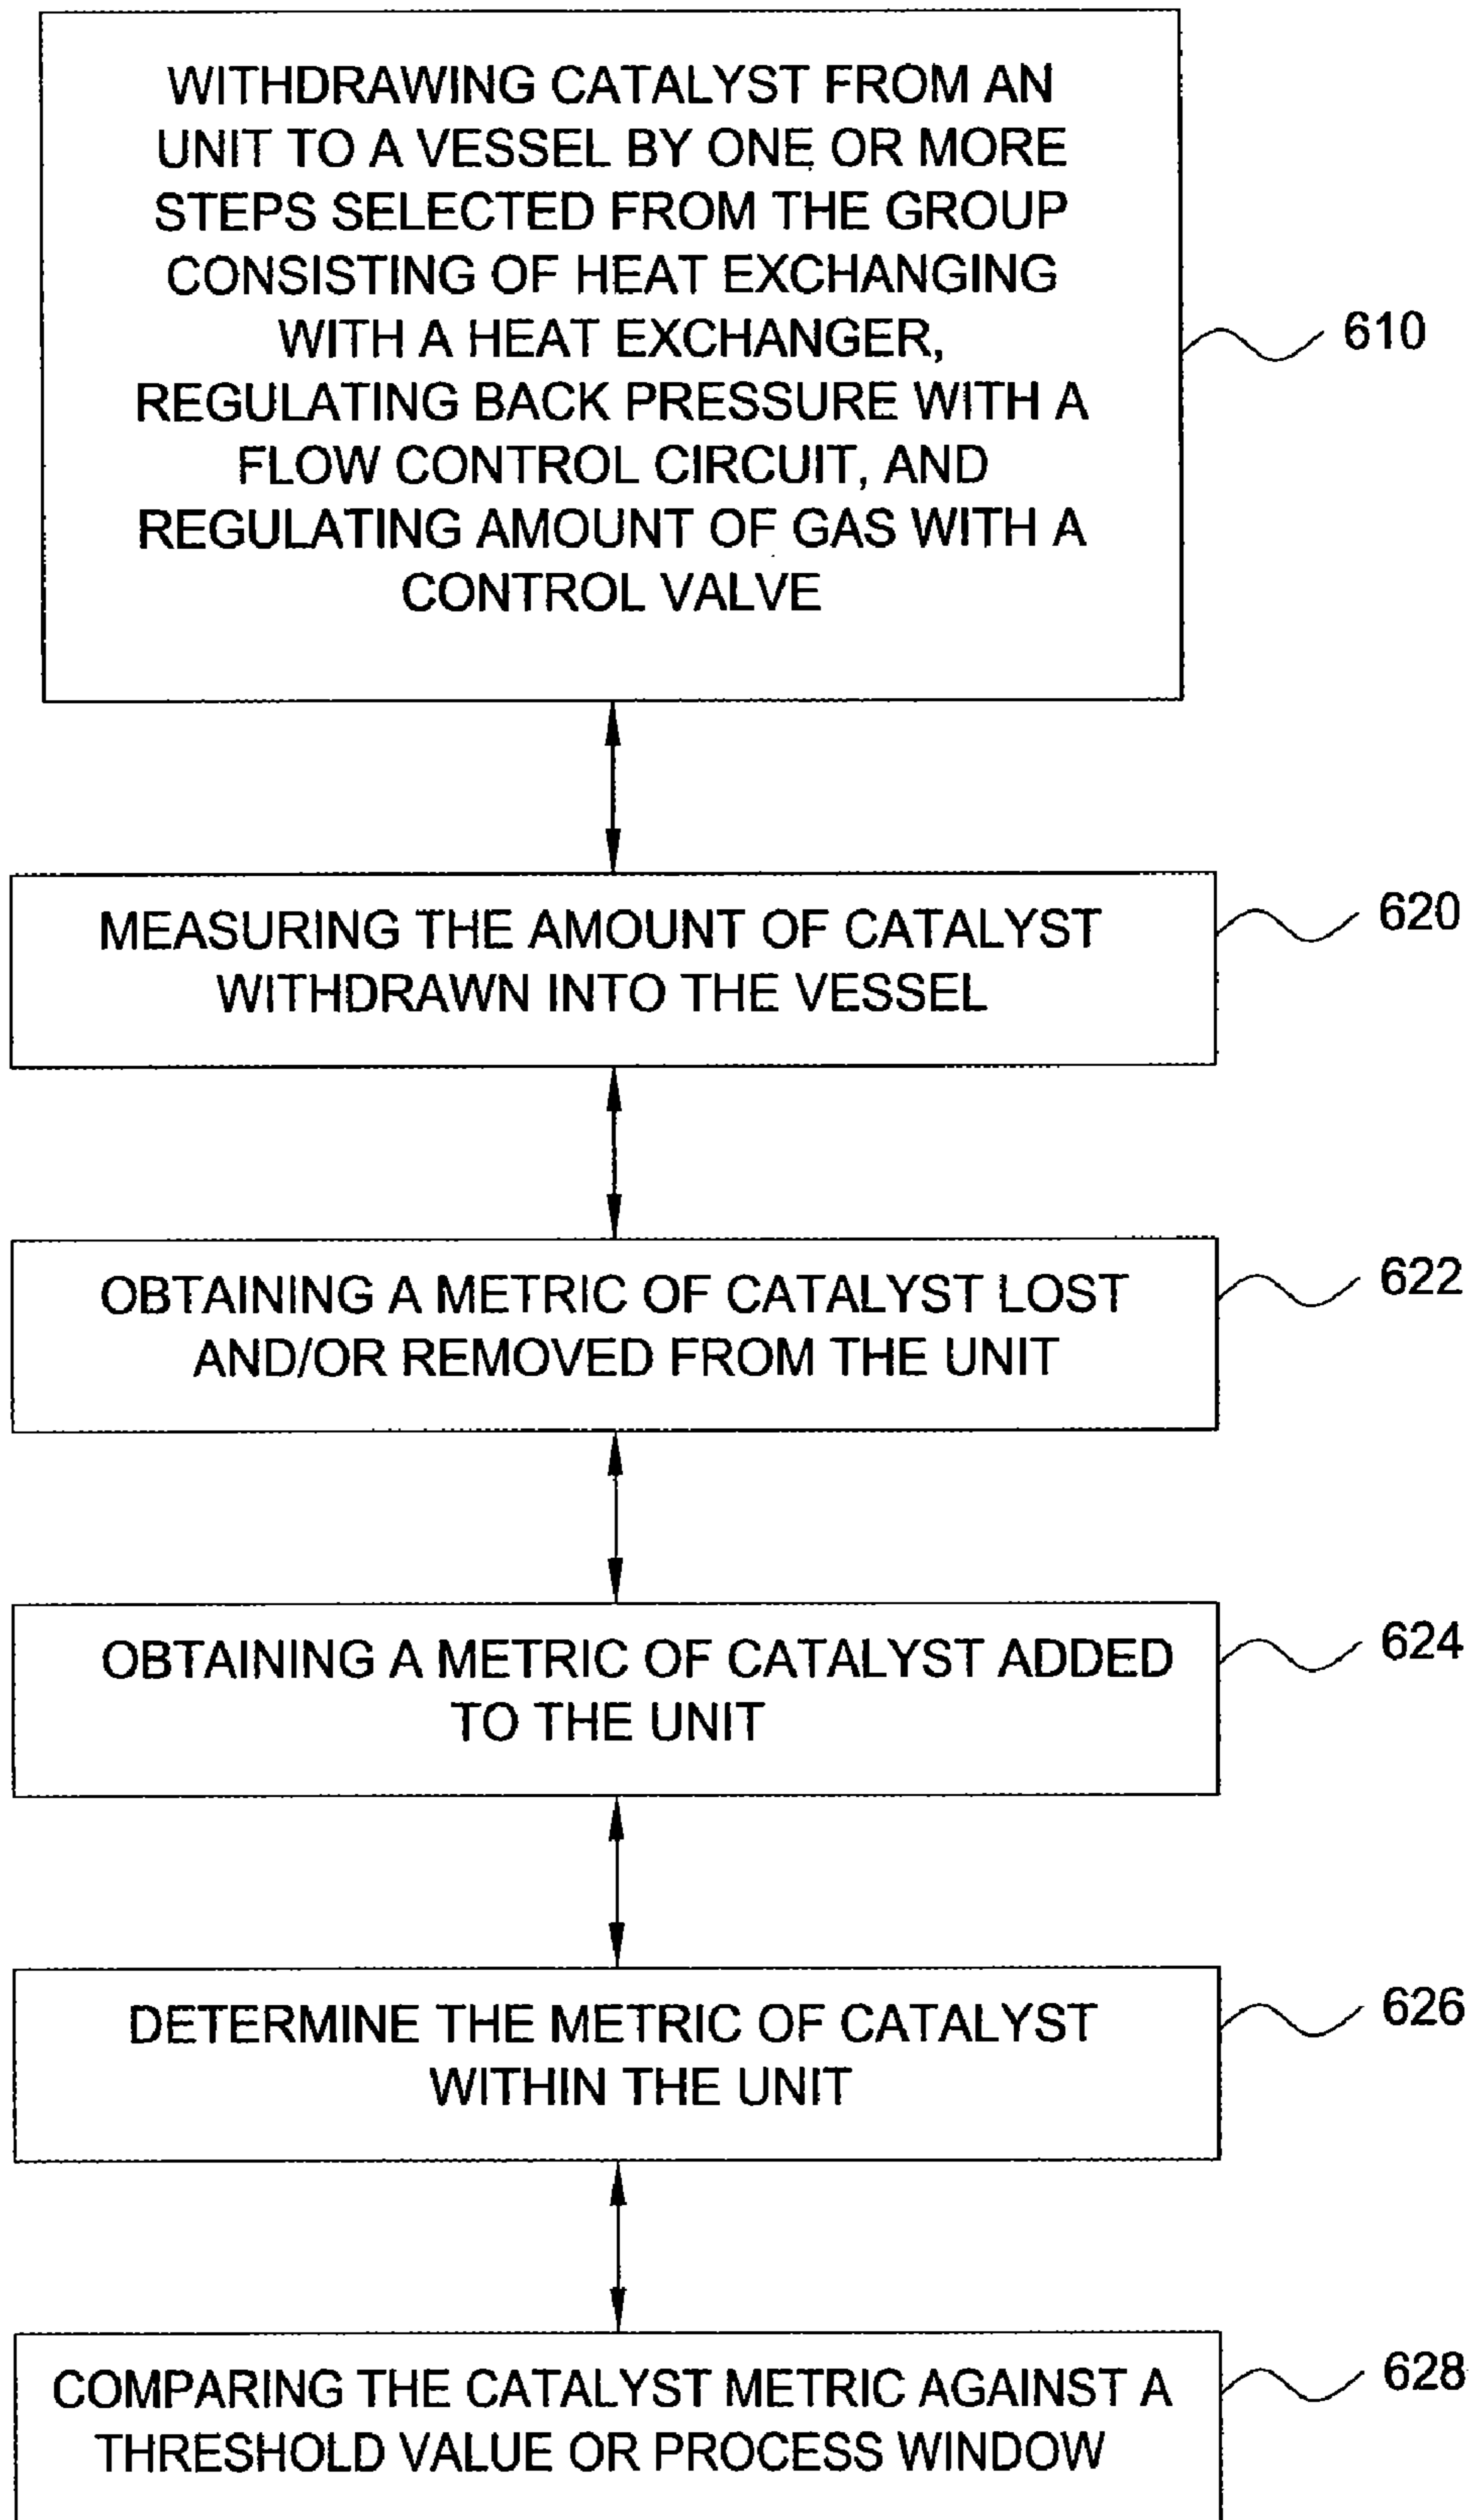 WITHDRAWING CATALYST FROM AN
UNIT TO A VESSEL BY ONE OR MORE
STEPS SELECTED FROM THE GROUP
CONSISTING OF HEAT EXCHANGING
WITH A HEAT EXCHANGER,
REGULATING BACK PRESSURE WITH A
FLOW CONTROL CIRCUIT, AND
REGULATING AMOUNT OF GAS WITH A
CONTROL VALVE
610
MEASURING THE AMOUNT OF CATALYST
WITHDRAWN INTO THE VESSEL
620
OBTAINING A METRIC OF CATALYST LOST
AND/OR REMOVED FROM THE UNIT
622
OBTAINING A METRIC OF CATALYST ADDED
TO THE UNIT
624
DETERMINE THE METRIC OF CATALYST
WITHIN THE UNIT
626
COMPARING THE CATALYST METRIC AGAINST A
THRESHOLD VALUE OR PROCESS WINDOW
628